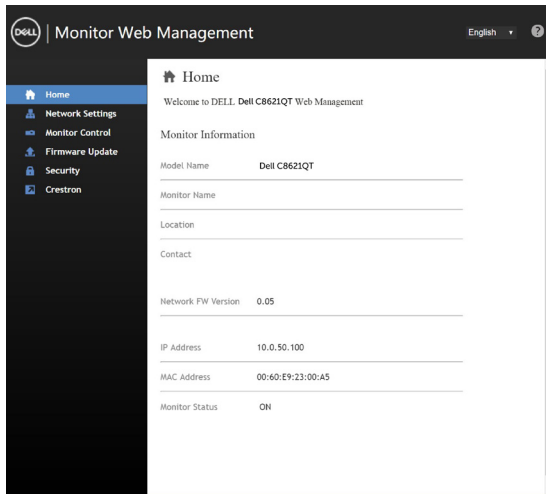 DELL | Monitor Web Management
English ▼ ?
Home
Network Settings
Monitor Control
Firmware Update
Security
Crestron
Home
Welcome to DELL Dell C8621QT Web Management
Monitor Information
Model Name Dell C8621QT
Monitor Name
Location
Contact
Network FW Version 0.05
IP Address 10.0.50.100
MAC Address 00:60:E9:23:00:A5
Monitor Status ON